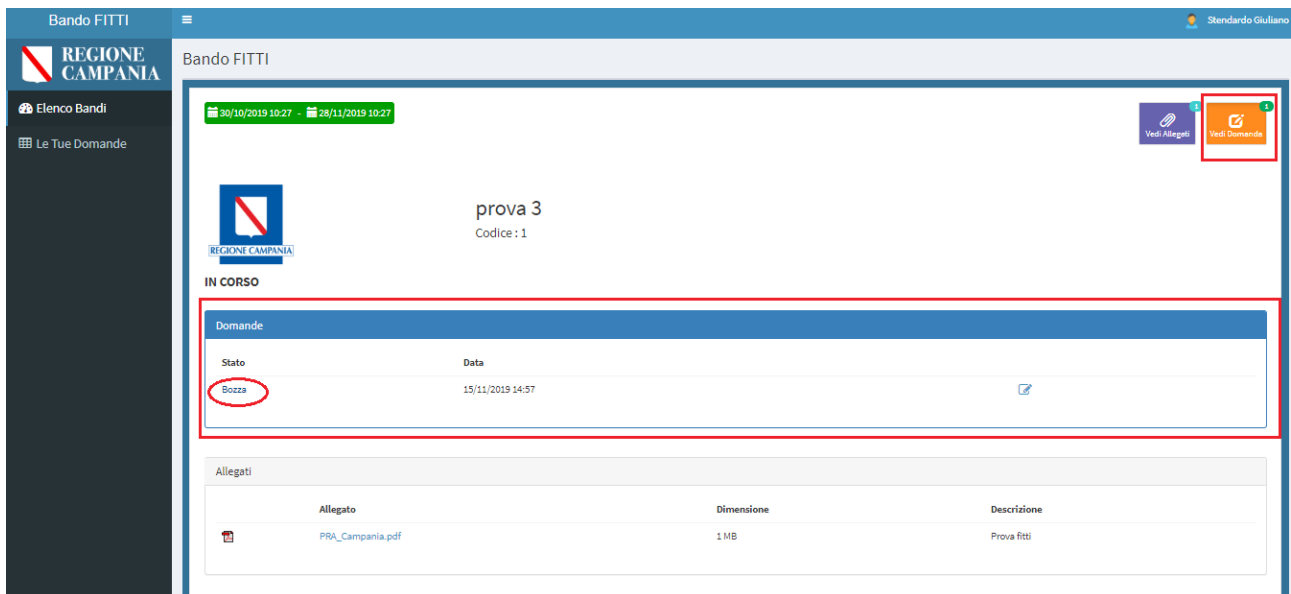 Bando FITTI
Stendardo Giuliano
REGIONE
CAMPANIA
Bando FITTI
Elenco Bandi
Le Tue Domande
30/10/2019 10:27 - 28/11/2019 10:27
1
Vedi Allegati
1
Vedi Domande
REGIONE CAMPANIA
prova 3
Codice : 1
IN CORSO
Domande
Stato Data
Bozza 15/11/2019 14:57
Allegati
Allegato Dimensione Descrizione
PRA_Campania.pdf 1 MB Prova fitti